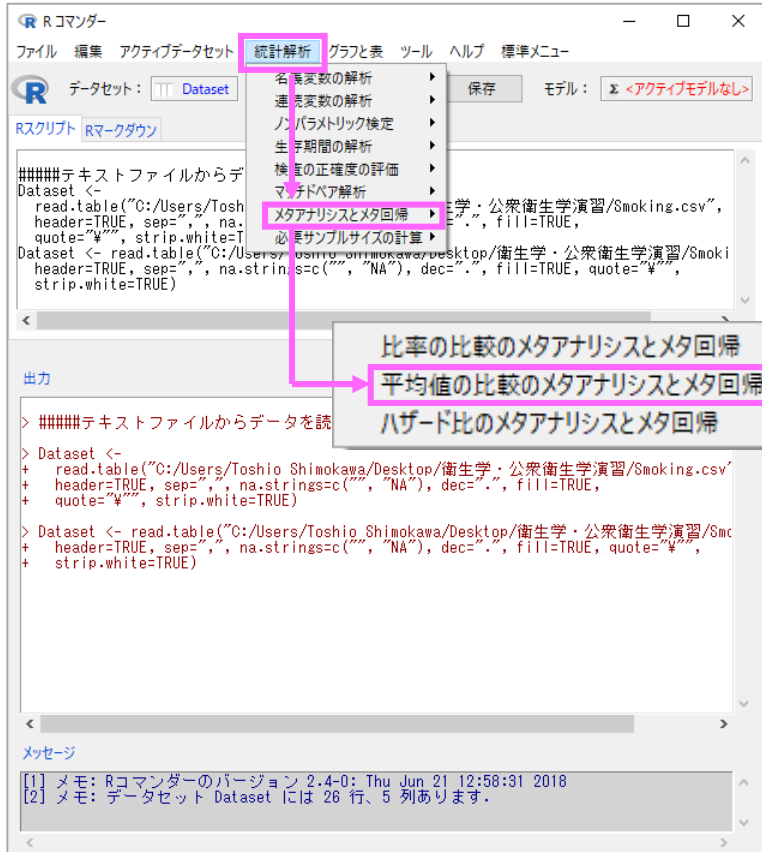 R コマンダー
ファイル 編集 アクティブデータセット 統計解析 グラフと表 ツール ヘルプ 標準メニュー
データセット: Dataset 保存 モデル: Σ <アクティブモデルなし>
Rスクリプト Rマークダウン
名義変数の解析
連続変数の解析
ノンパラメトリック検定
生存期間の解析
検査の正確度の評価
マッチドペア解析
メタアナリシスとメタ回帰
必要サンプルサイズの計算
比率の比較のメタアナリシスとメタ回帰
平均値の比較のメタアナリシスとメタ回帰
ハザード比のメタアナリシスとメタ回帰
#####テキストファイルからデ
Dataset <-
read.table("C:/Users/Tosh 生学・公衆衛生学演習/Smoking.csv",
header=TRUE, sep=",", na. =".", fill=TRUE,
quote="¥"", strip.white=T
Dataset <- read.table("C:/Users/Toshio Shimokawa/Desktop/衛生学・公衆衛生学演習/Smoki
header=TRUE, sep=",", na.strings=c("", "NA"), dec=".", fill=TRUE, quote="¥"",
strip.white=TRUE)
出力
> #####テキストファイルからデータを読
> Dataset <-
+ read.table("C:/Users/Toshio Shimokawa/Desktop/衛生学・公衆衛生学演習/Smoking.csv"
+ header=TRUE, sep=",", na.strings=c("", "NA"), dec=".", fill=TRUE,
+ quote="¥"", strip.white=TRUE)
> Dataset <- read.table("C:/Users/Toshio Shimokawa/Desktop/衛生学・公衆衛生学演習/Smo
+ header=TRUE, sep=",", na.strings=c("", "NA"), dec=".", fill=TRUE, quote="¥"",
+ strip.white=TRUE)
メッセージ
[1] メモ: Rコマンダーのバージョン 2.4-0: Thu Jun 21 12:58:31 2018
[2] メモ: データセット Dataset には 26 行、5 列あります.